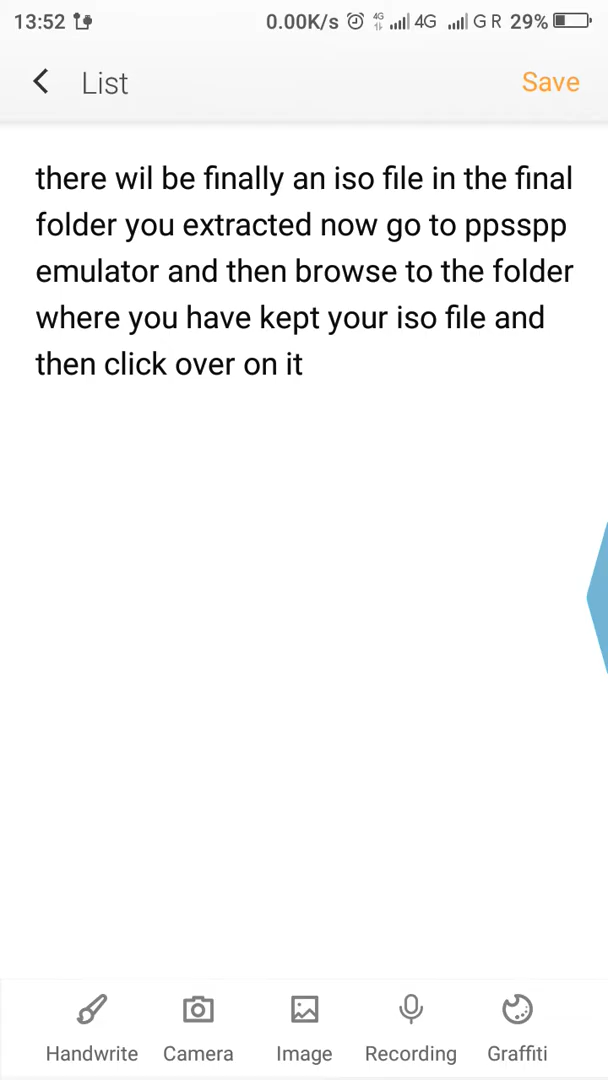 13:52 0.00K/s 4G 4G G R 29%
List Save
there wil be finally an iso file in the final
folder you extracted now go to ppsspp
emulator and then browse to the folder
where you have kept your iso file and
then click over on it
Handwrite Camera Image Recording Graffiti